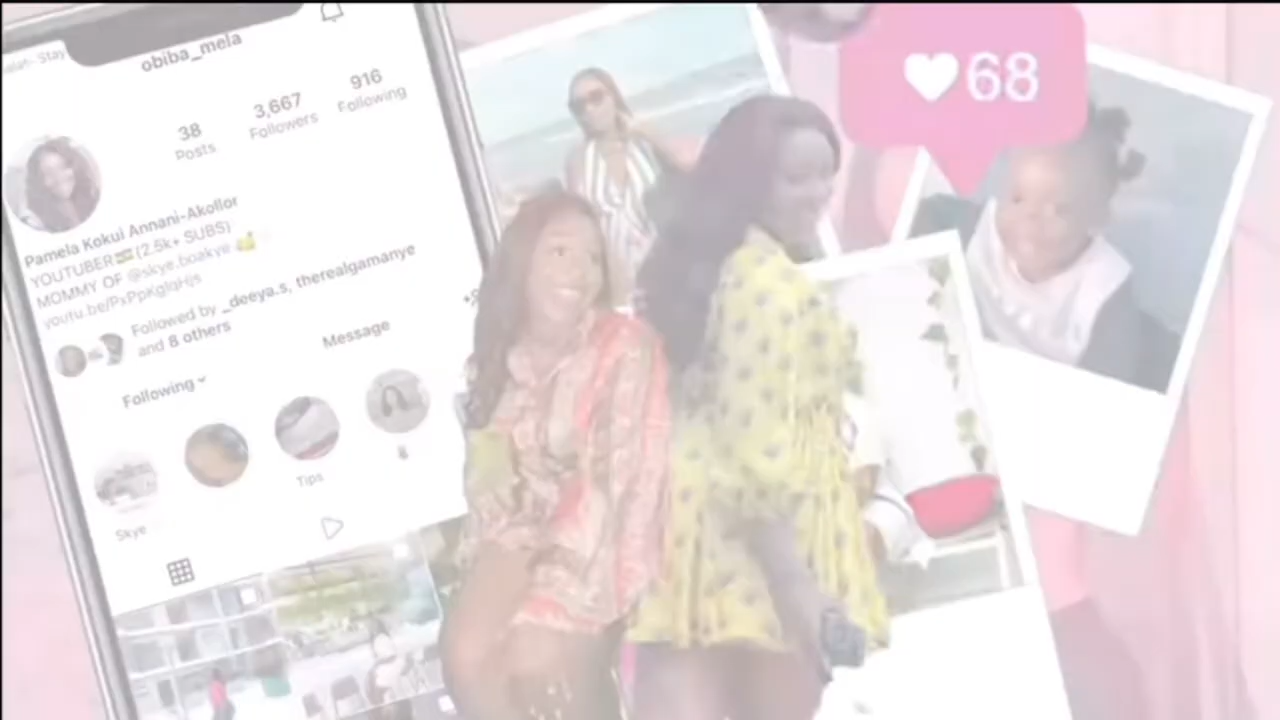 obiba_mela
38
Posts
3,667
Followers
916
Following
Pamela Kokui Annani-Akollor
YOUTUBER🇬🇭(2.5k+ SUBS)
MOMMY OF @skye.boakye
Followed by _deeya.s, therealgamanye
and 8 others
Following
Message
Skye
Tips
68